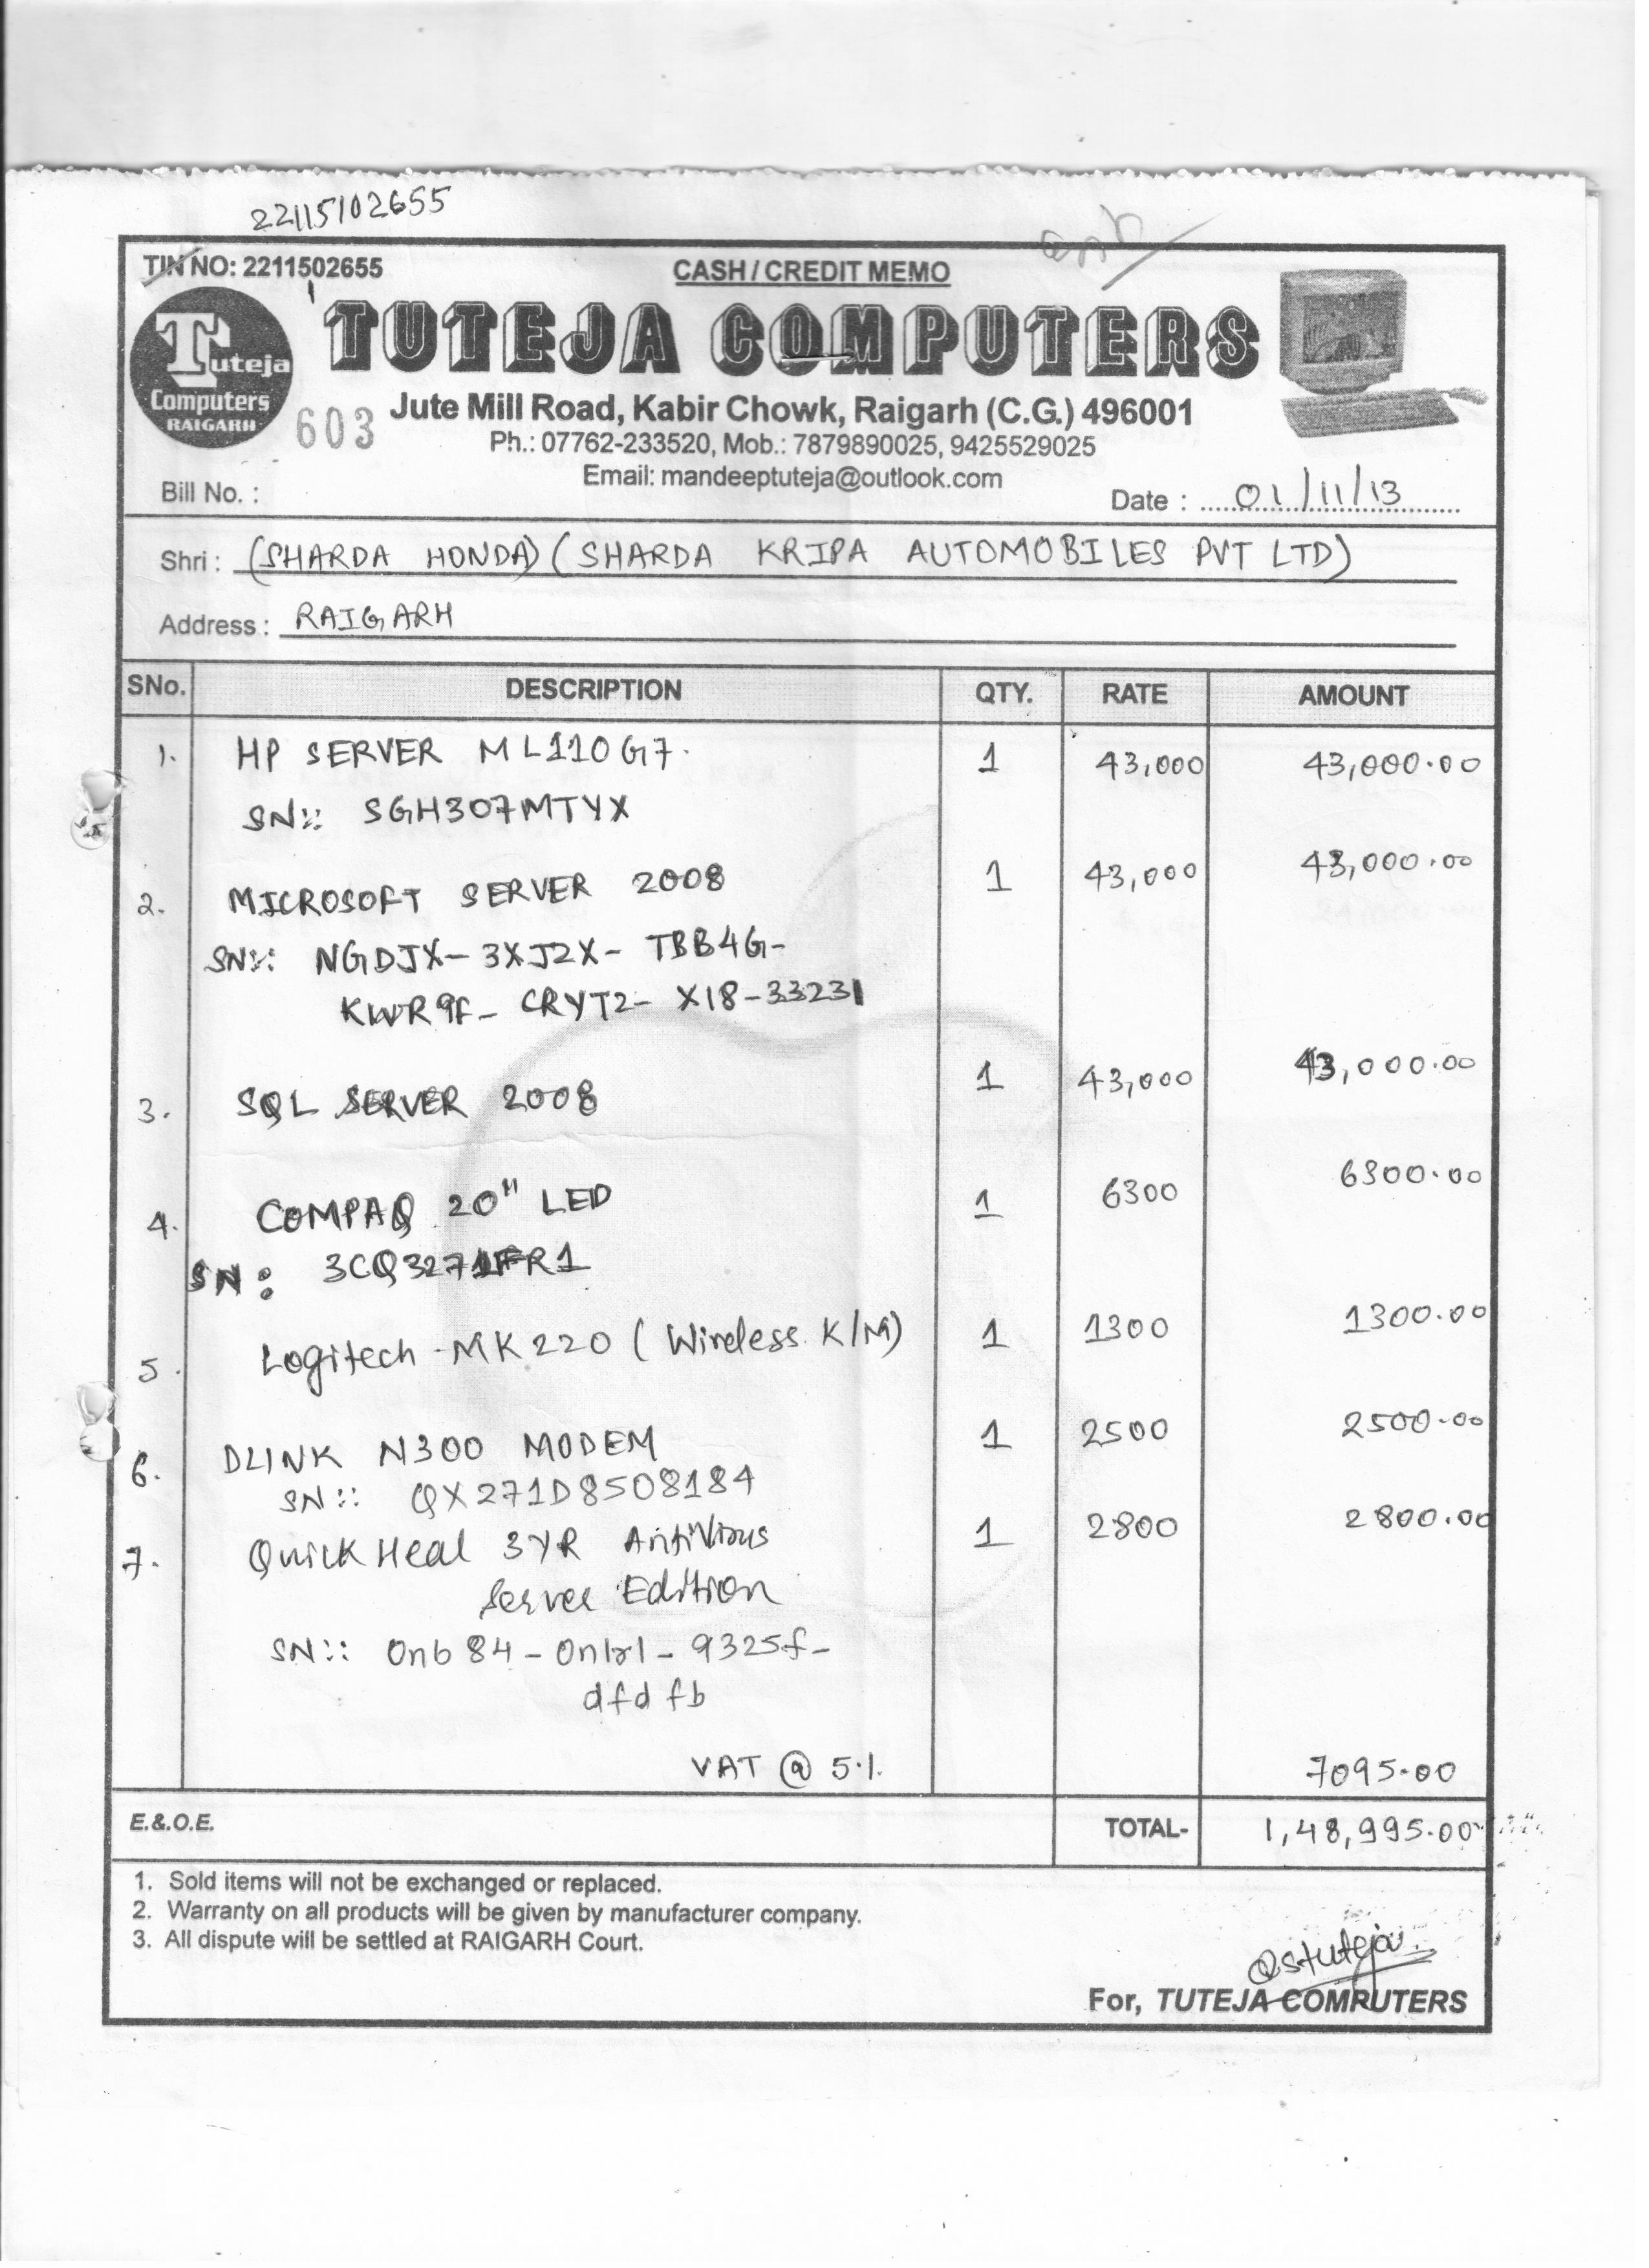 22115102655
TIN NO: 2211502655
CASH / CREDIT MEMO
Tuteja
Computers
RAIGARH
TUTEJA COMPUTERS
603
Jute Mill Road, Kabir Chowk, Raigarh (C.G.) 496001
Ph.: 07762-233520, Mob.: 7879890025, 9425529025
Email: mandeeptuteja@outlook.com
Bill No. :
Date : 01/11/13
Shri : (SHARDA HONDA) (SHARDA KRIPA AUTOMOBILES PVT LTD)
Address : RAIGARH
SNo. DESCRIPTION QTY. RATE AMOUNT
1. HP SERVER ML110G7. 1 43,000 43,000.00
SN:: SGH307MTYX
2. MICROSOFT SERVER 2008 1 43,000 43,000.00
SN:: NGDJX- 3XJ2X- TBB4G-
KWR9F- CRYT2- X18-33231
3. SQL SERVER 2008 1 43,000 43,000.00
4. COMPAQ 20" LED 1 6300 6300.00
SN: 3CQ3271FR1
5. Logitech-MK220 (Wireless K/M) 1 1300 1300.00
6. DLINK N300 MODEM 1 2500 2500.00
SN:: QX271D8508184
7. Quick Heal 3YR AntiVirus 1 2800 2800.00
Server Edition
SN:: 0nb84-0n1r1-9325f-
dfdfb
VAT @ 5.1. 7095.00
E.&.O.E. TOTAL- 1,48,995.00
1. Sold items will not be exchanged or replaced.
2. Warranty on all products will be given by manufacturer company.
3. All dispute will be settled at RAIGARH Court.
For, TUTEJA COMPUTERS